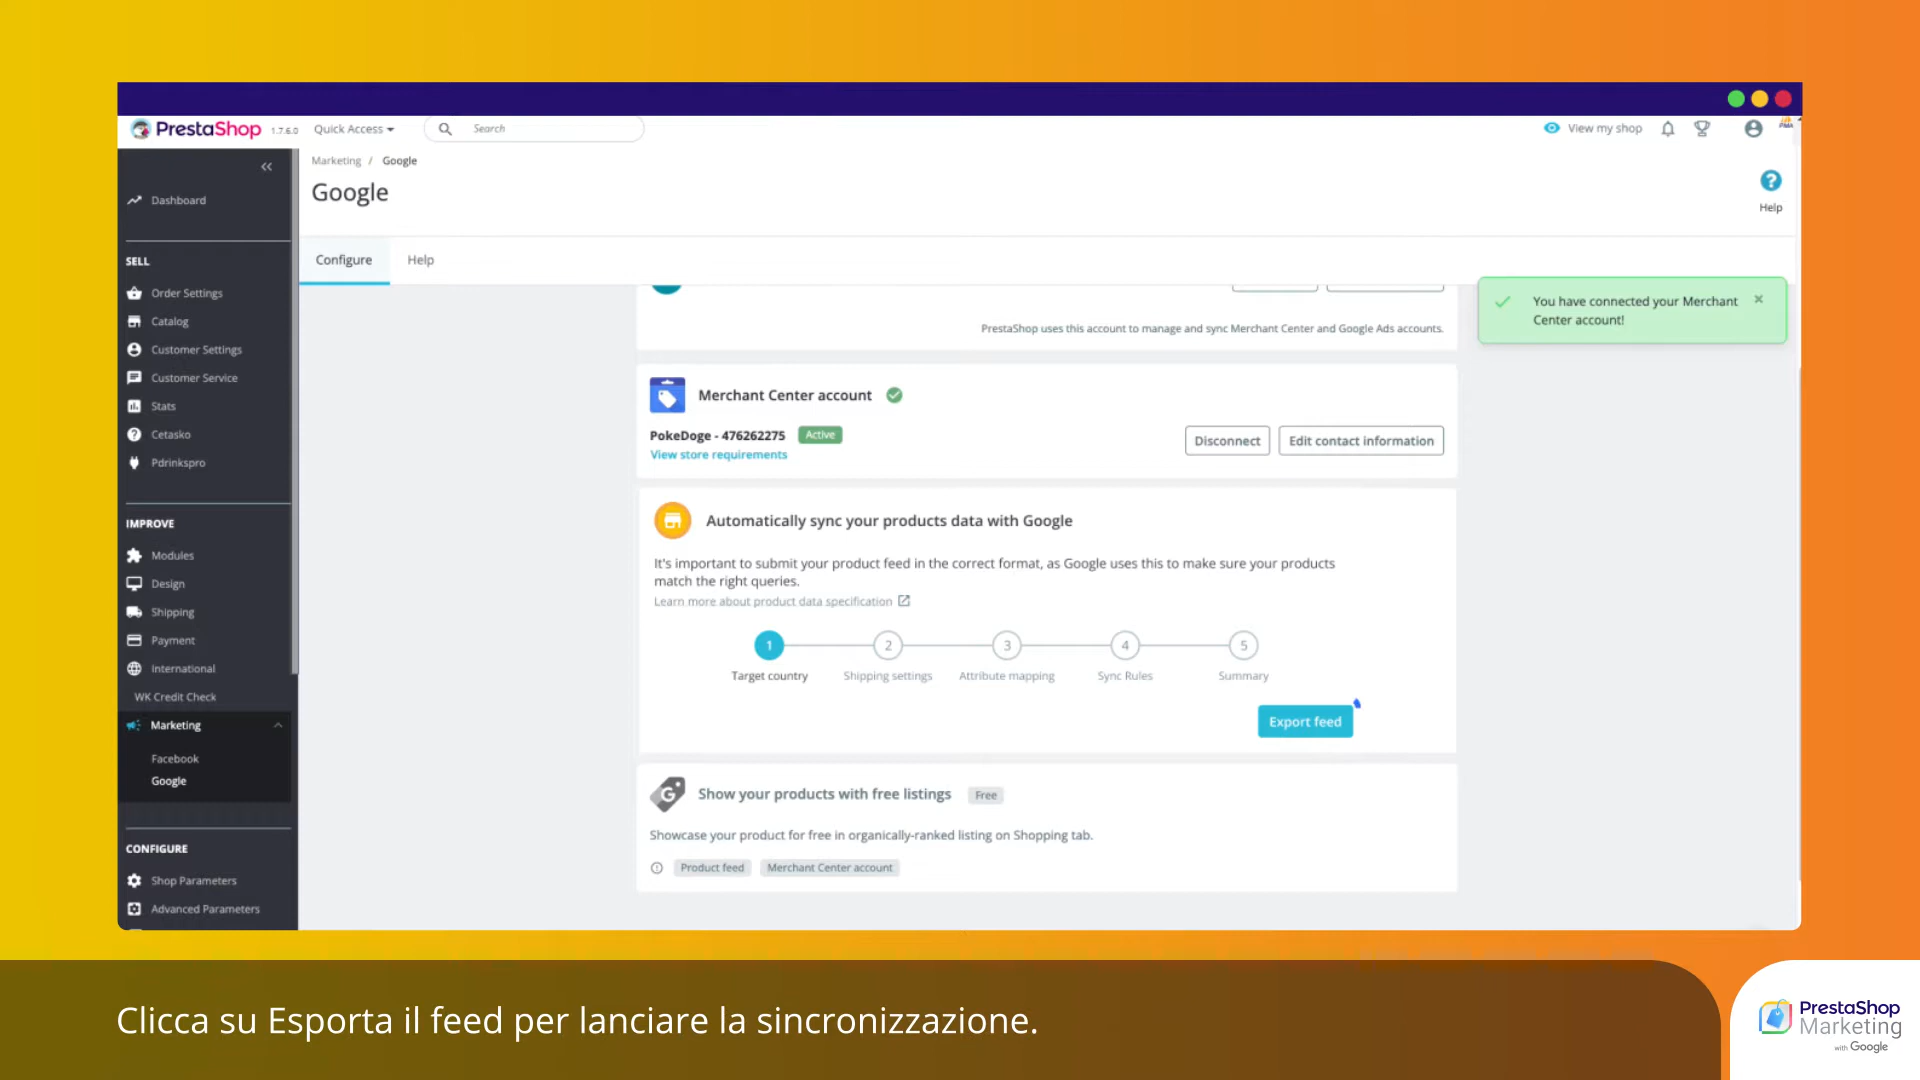 PrestaShop 1.7.6.0 Quick Access Search View my shop
Marketing / Google
Google
Help
Configure Help
Dashboard
SELL
Order Settings
Catalog
Customer Settings
Customer Service
Stats
Cetasko
Pdrinkspro
IMPROVE
Modules
Design
Shipping
Payment
International
WK Credit Check
Marketing
Facebook
Google
CONFIGURE
Shop Parameters
Advanced Parameters
PrestaShop uses this account to manage and sync Merchant Center and Google Ads accounts.
You have connected your Merchant
Center account!
Merchant Center account
PokeDoge - 476262275 Active
View store requirements
Disconnect Edit contact information
Automatically sync your products data with Google
It's important to submit your product feed in the correct format, as Google uses this to make sure your products
match the right queries.
Learn more about product data specification
1 2 3 4 5
Target country Shipping settings Attribute mapping Sync Rules Summary
Export feed
Show your products with free listings Free
Showcase your product for free in organically-ranked listing on Shopping tab.
Product feed Merchant Center account
Clicca su Esporta il feed per lanciare la sincronizzazione.
PrestaShop
Marketing
with Google